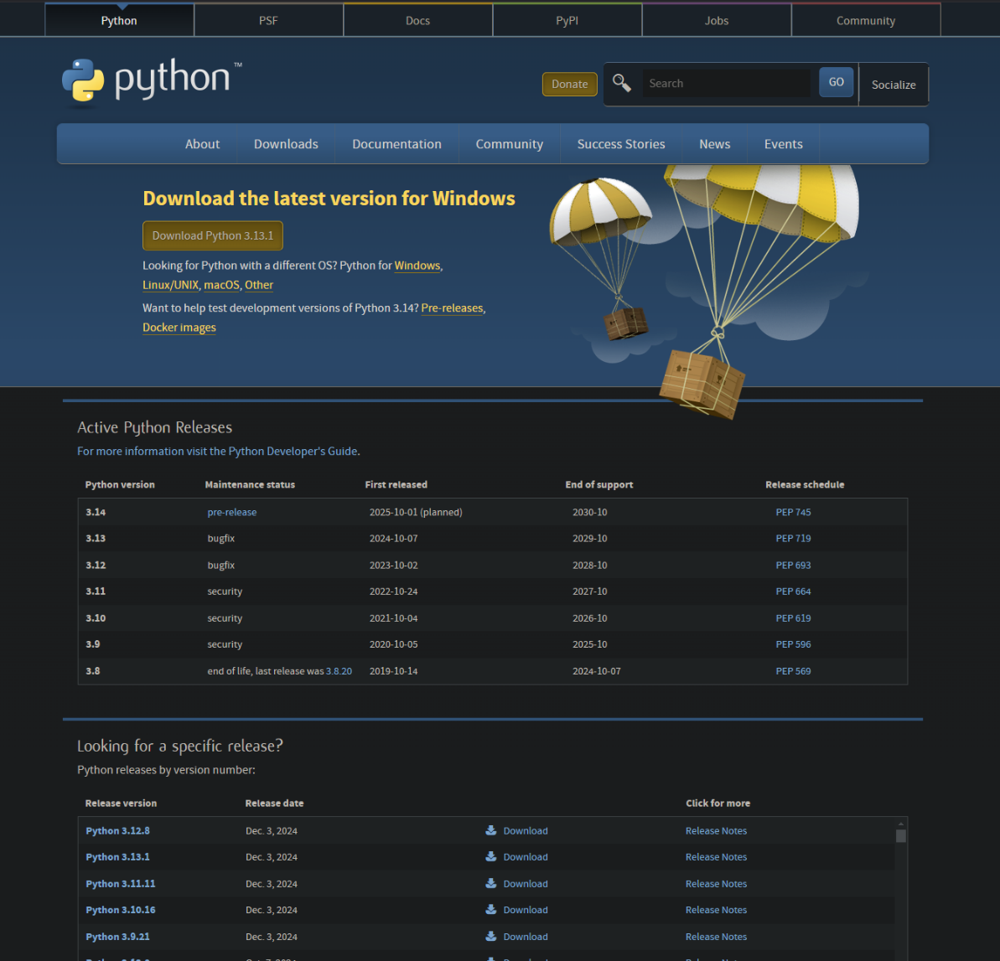 Python PSF Docs PyPI Jobs Community
python™
Donate Search GO Socialize
About Downloads Documentation Community Success Stories News Events
Download the latest version for Windows
Download Python 3.13.1
Looking for Python with a different OS? Python for Windows,
Linux/UNIX, macOS, Other
Want to help test development versions of Python 3.14? Pre-releases,
Docker images
Active Python Releases
For more information visit the Python Developer's Guide.
Python version Maintenance status First released End of support Release schedule
3.14 pre-release 2025-10-01 (planned) 2030-10 PEP 745
3.13 bugfix 2024-10-07 2029-10 PEP 719
3.12 bugfix 2023-10-02 2028-10 PEP 693
3.11 security 2022-10-24 2027-10 PEP 664
3.10 security 2021-10-04 2026-10 PEP 619
3.9 security 2020-10-05 2025-10 PEP 596
3.8 end of life, last release was 3.8.20 2019-10-14 2024-10-07 PEP 569
Looking for a specific release?
Python releases by version number:
Release version Release date Click for more
Python 3.12.8 Dec. 3, 2024 Download Release Notes
Python 3.13.1 Dec. 3, 2024 Download Release Notes
Python 3.11.11 Dec. 3, 2024 Download Release Notes
Python 3.10.16 Dec. 3, 2024 Download Release Notes
Python 3.9.21 Dec. 3, 2024 Download Release Notes